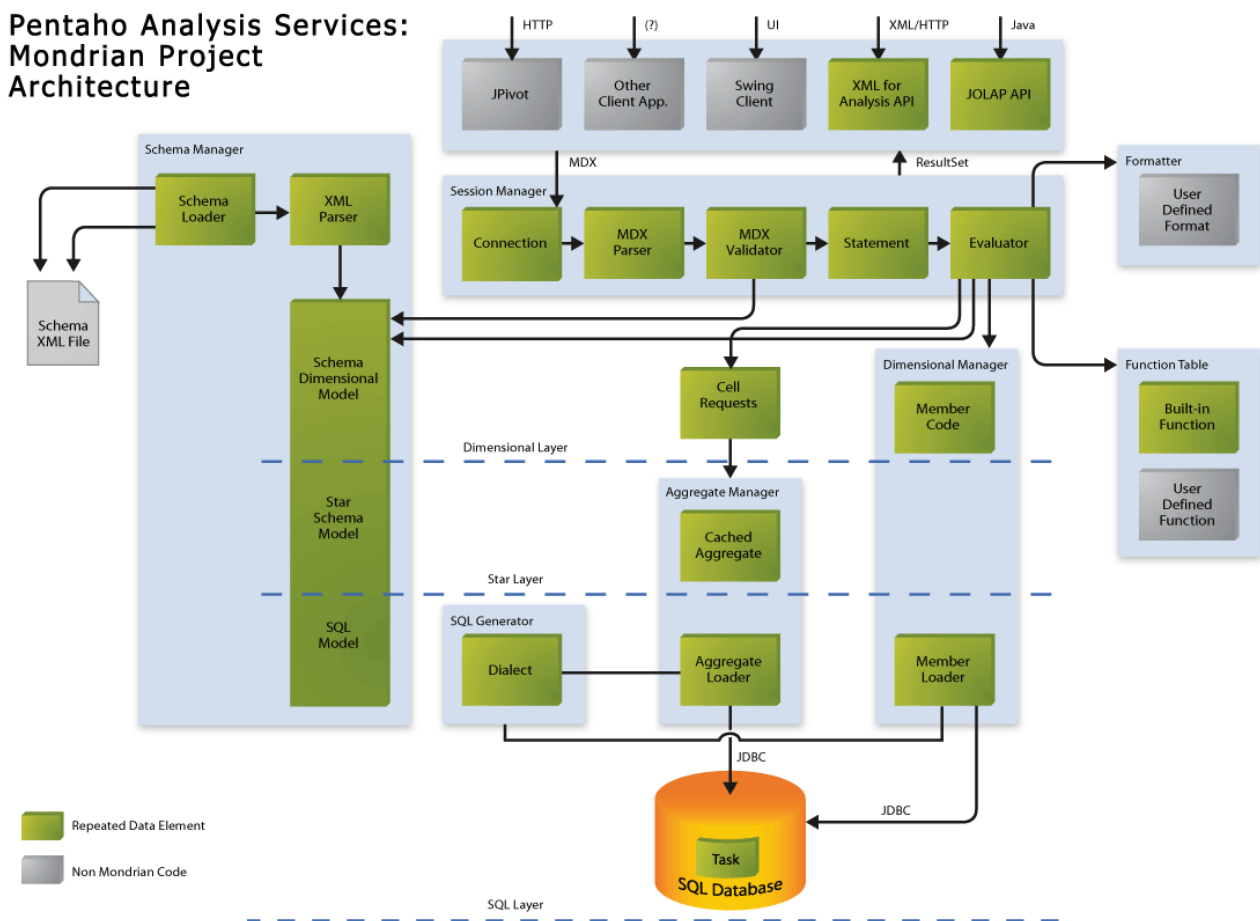 Pentaho Analysis Services:
Mondrian Project
Architecture
HTTP
(?)
UI
XML/HTTP
Java
JPivot
Other
Client App.
Swing
Client
XML for
Analysis API
JOLAP API
MDX
ResultSet
Schema Manager
Schema
Loader
XML
Parser
Schema
XML File
Schema
Dimensional
Model
Star
Schema
Model
SQL
Model
Session Manager
Connection
MDX
Parser
MDX
Validator
Statement
Evaluator
Formatter
User
Defined
Format
Cell
Requests
Dimensional Manager
Member
Code
Function Table
Built-in
Function
User
Defined
Function
Dimensional Layer
Aggregate Manager
Cached
Aggregate
Star Layer
SQL Generator
Dialect
Aggregate
Loader
Member
Loader
JDBC
JDBC
Task
SQL Database
Repeated Data Element
Non Mondrian Code
SQL Layer